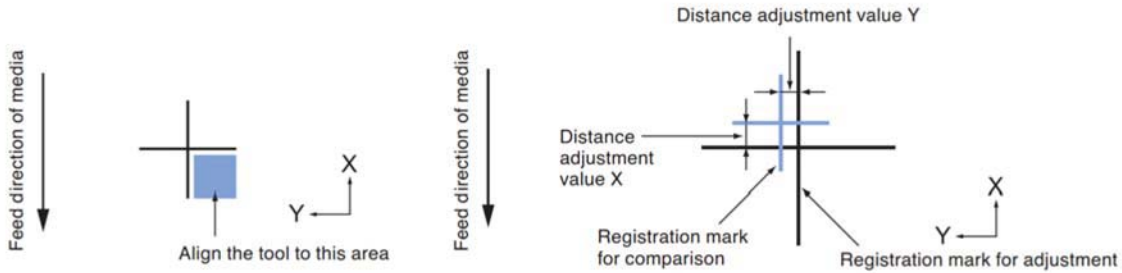 Feed direction of media
X
Y
Align the tool to this area
Feed direction of media
Distance adjustment value Y
Distance
adjustment
value X
Registration mark
for comparison
X
Y
Registration mark for adjustment